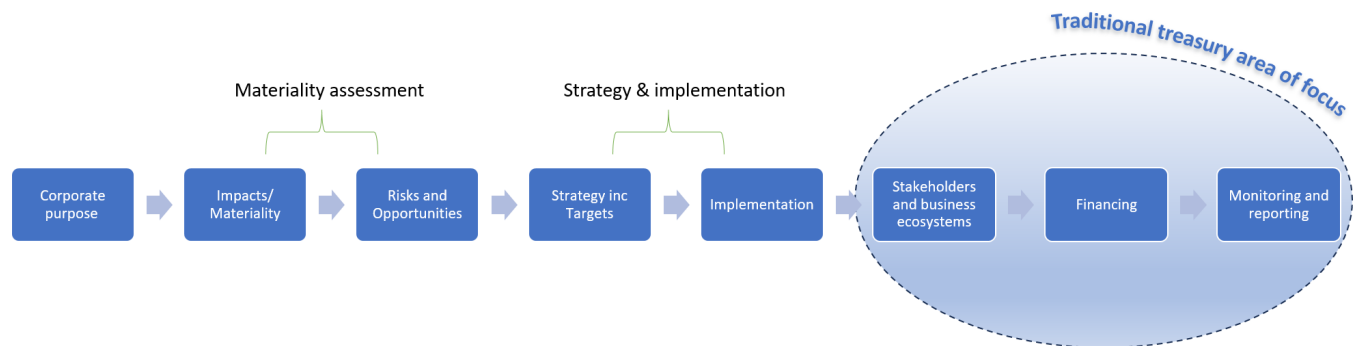 Traditional treasury area of focus
Materiality assessment
Strategy & implementation
Corporate
purpose
Impacts/
Materiality
Risks and
Opportunities
Strategy inc
Targets
Implementation
Stakeholders
and business
ecosystems
Financing
Monitoring and
reporting